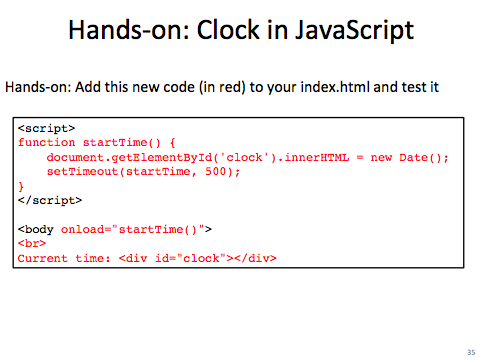 Hands-on: Clock in JavaScript
Hands-on: Add this new code (in red) to your index.html and test it
<script>
function startTime() {
    document.getElementById('clock').innerHTML = new Date();
    setTimeout(startTime, 500);
}
</script>
<body onload="startTime()">
<br>
Current time: <div id="clock"></div>
35